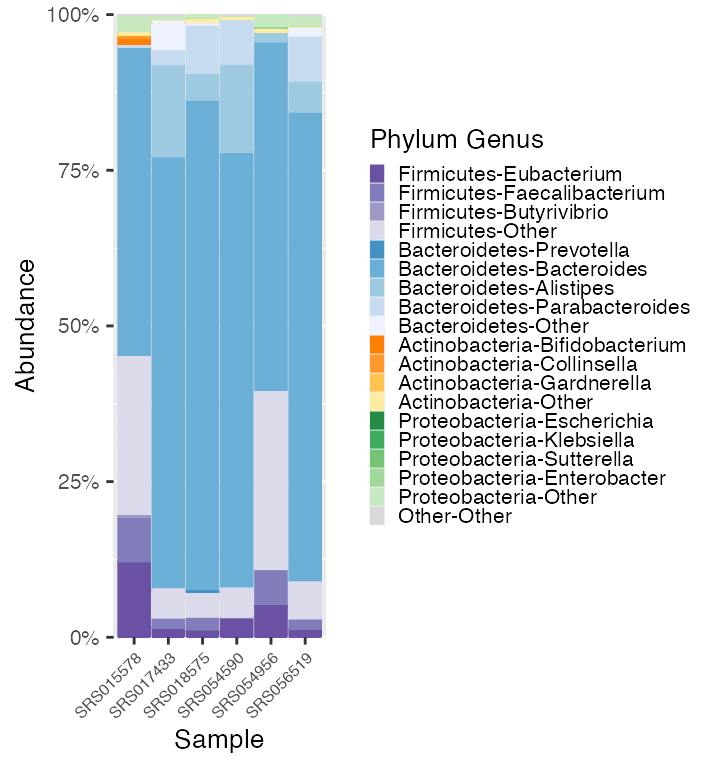 100%
75%
50%
25%
0%
Abundance
SRS015578
SRS017433
SRS018575
SRS054590
SRS054956
SRS056519
Sample
Phylum Genus
Firmicutes-Eubacterium
Firmicutes-Faecalibacterium
Firmicutes-Butyrivibrio
Firmicutes-Other
Bacteroidetes-Prevotella
Bacteroidetes-Bacteroides
Bacteroidetes-Alistipes
Bacteroidetes-Parabacteroides
Bacteroidetes-Other
Actinobacteria-Bifidobacterium
Actinobacteria-Collinsella
Actinobacteria-Gardnerella
Actinobacteria-Other
Proteobacteria-Escherichia
Proteobacteria-Klebsiella
Proteobacteria-Sutterella
Proteobacteria-Enterobacter
Proteobacteria-Other
Other-Other